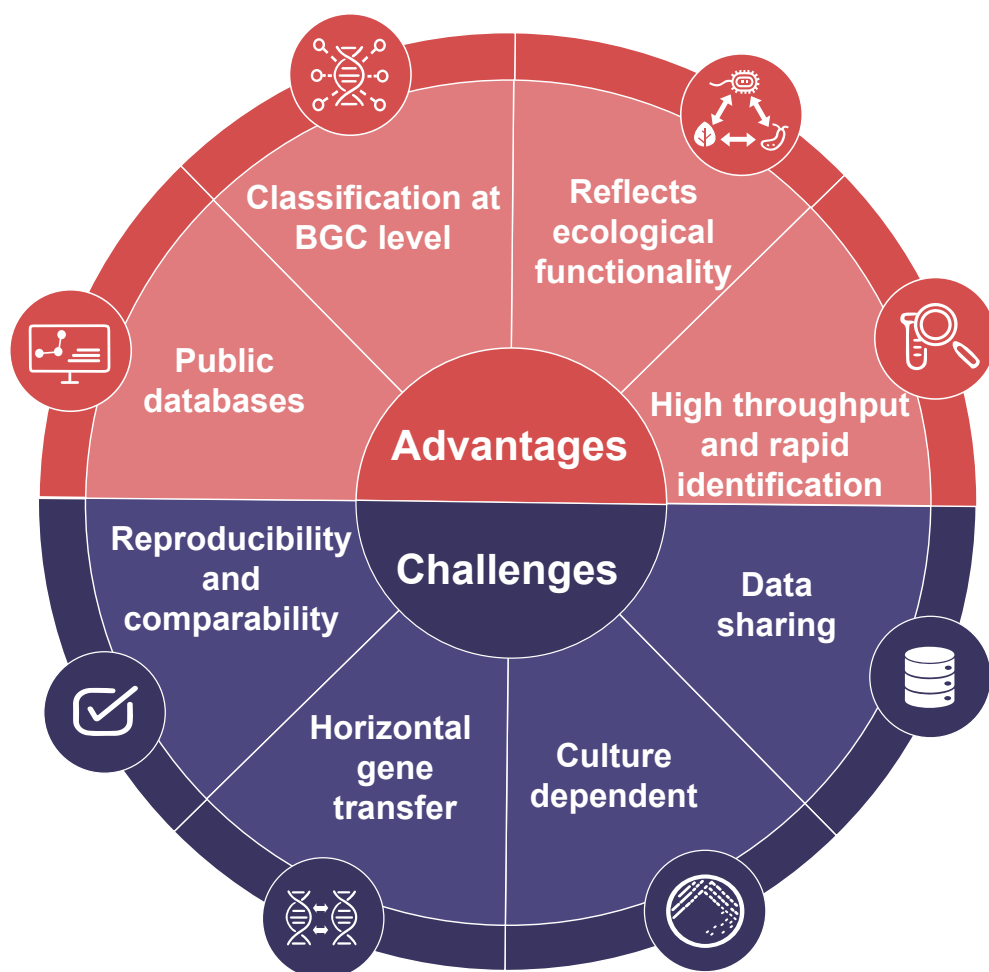 Classification at
BGC level
Reflects
ecological
functionality
Public
databases
High throughput
and rapid
identification
Advantages
Challenges
Reproducibility
and
comparability
Data
sharing
Horizontal
gene
transfer
Culture
dependent